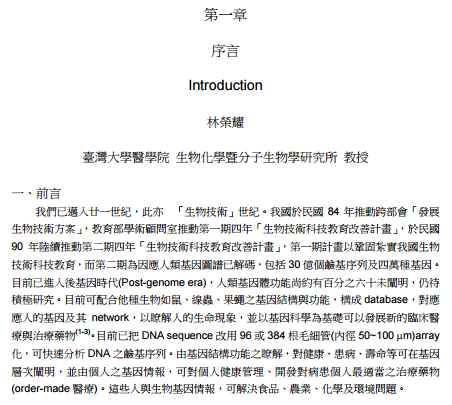 第一章
序言
Introduction
林榮耀
臺灣大學醫學院 生物化學暨分子生物學研究所 教授
一、前言
我們已邁入廿一世紀,此亦 「生物技術」世紀。我國於民國 84 年推動跨部會「發展
生物技術方案」,教育部學術顧問室推動第一期四年「生物技術科技教育改善計畫」,於民國
90 年陸續推動第二期四年「生物技術科技教育改善計畫」,第一期計畫以鞏固紮實我國生物
技術科技教育,而第二期為因應人類基因圖譜已解碼,包括 30 億個鹼基序列及四萬種基因。
目前已進入後基因時代(Post-genome era),人類基因體功能尚約有百分之六十未闡明,仍待
積極研究。目前可配合他種生物如鼠、線蟲、果蠅之基因結構與功能,構成 database,對應
應人的基因及其 network,以瞭解人的生命現象,並以基因科學為基礎可以發展新的臨床醫
療與治療藥物(1-3)。目前已把 DNA sequence 改用 96 或 384 根毛細管(內徑 50~100 μm)array
化,可快速分析 DNA 之鹼基序列。由基因結構功能之瞭解,對健康、患病、壽命等可在基因
層次闡明,並由個人之基因情報,可對個人健康管理、開發對病患個人最適當之治療藥物
(order-made 醫療)。這些人與生物基因情報,可解決食品、農業、化學及環境問題。